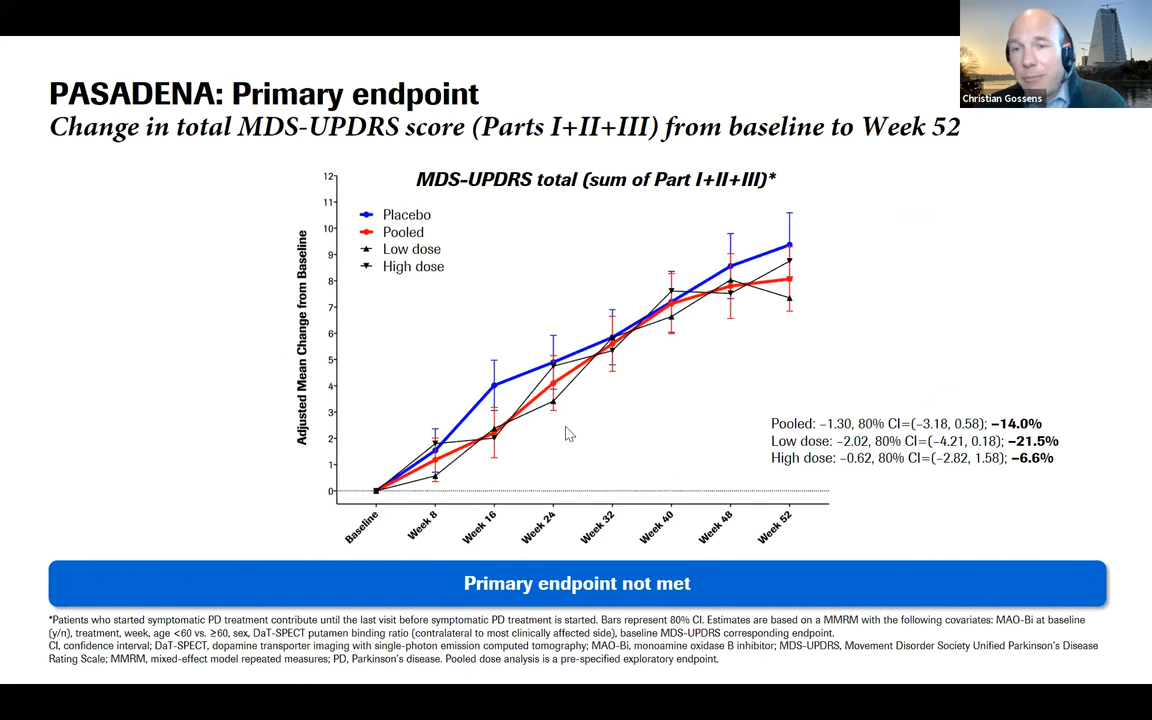 Christian Gossens
PASADENA: Primary endpoint
Change in total MDS-UPDRS score (Parts I+II+III) from baseline to Week 52
MDS-UPDRS total (sum of Part I+II+III)*
Adjusted Mean Change from Baseline
12
11
10
9
8
7
6
5
4
3
2
1
0
Placebo
Pooled
Low dose
High dose
Baseline
Week 8
Week 16
Week 24
Week 32
Week 40
Week 48
Week 52
Pooled: −1.30, 80% CI=(−3.18, 0.58); −14.0%
Low dose: −2.02, 80% CI=(−4.21, 0.18); −21.5%
High dose: −0.62, 80% CI=(−2.82, 1.58); −6.6%
Primary endpoint not met
*Patients who started symptomatic PD treatment contribute until the last visit before symptomatic PD treatment is started. Bars represent 80% CI. Estimates are based on a MMRM with the following covariates: MAO-Bi at baseline
(y/n), treatment, week, age <60 vs. ≥60, sex, DaT-SPECT putamen binding ratio (contralateral to most clinically affected side), baseline MDS-UPDRS corresponding endpoint.
CI, confidence interval; DaT-SPECT, dopamine transporter imaging with single-photon emission computed tomography; MAO-Bi, monoamine oxidase B inhibitor; MDS-UPDRS, Movement Disorder Society Unified Parkinson's Disease
Rating Scale; MMRM, mixed-effect model repeated measures; PD, Parkinson's disease. Pooled dose analysis is a pre-specified exploratory endpoint.